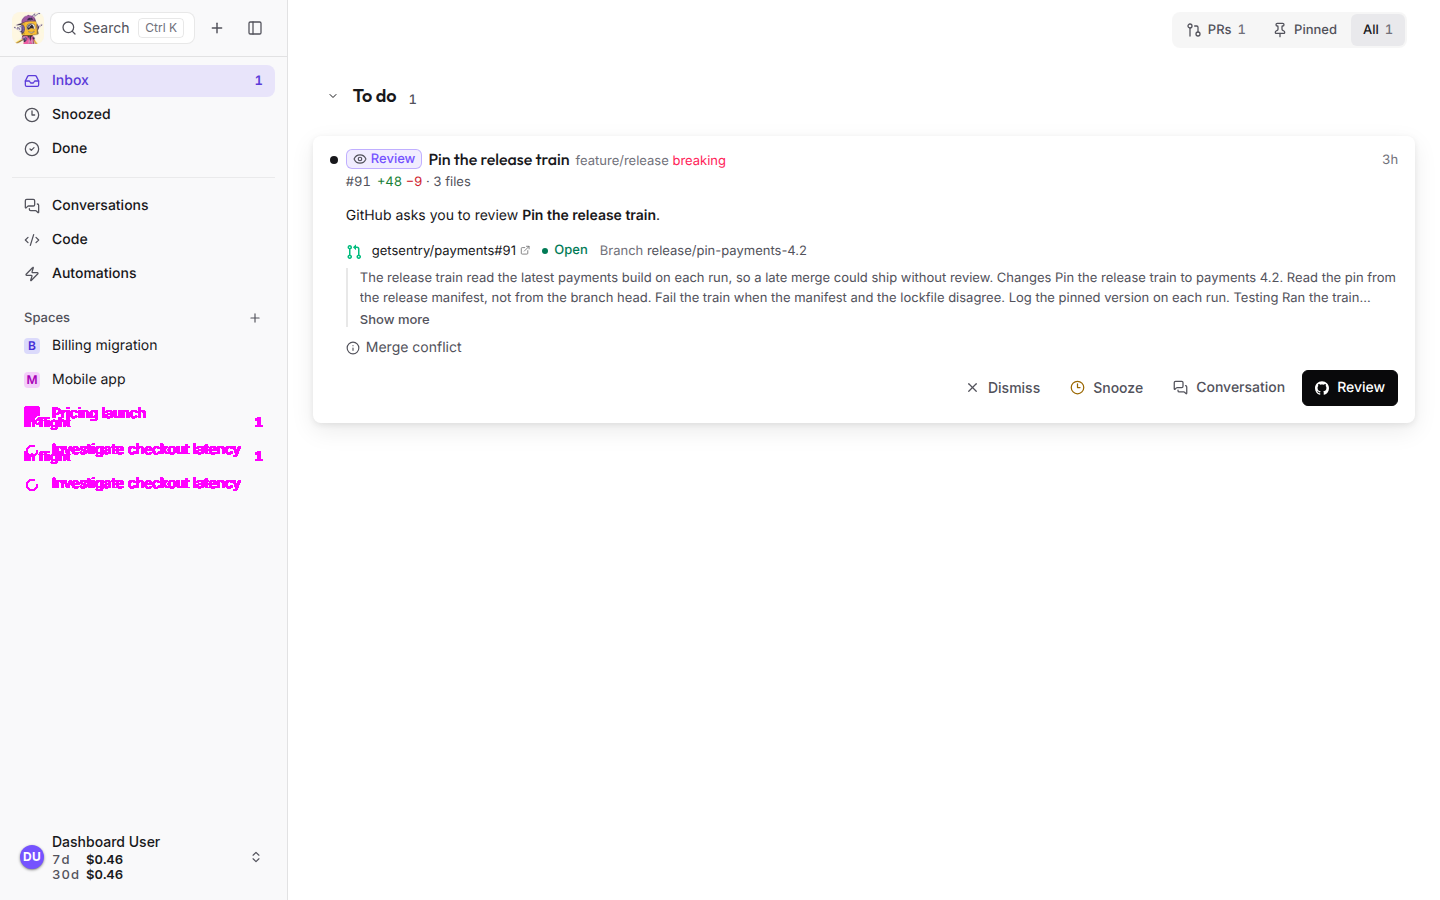 Search Ctrl K
PRs 1 Pinned All 1
Inbox 1
Snoozed
Done
Conversations
Code
Automations
Spaces
B Billing migration
M Mobile app
Pricing launch
In flight 1
Investigate checkout latency
In flight 1
Investigate checkout latency
DU Dashboard User
7d $0.46
30d $0.46
To do 1
Review Pin the release train feature/release breaking 3h
#91 +48 −9 · 3 files
GitHub asks you to review Pin the release train.
getsentry/payments#91 Open Branch release/pin-payments-4.2
The release train read the latest payments build on each run, so a late merge could ship without review. Changes Pin the release train to payments 4.2. Read the pin from
the release manifest, not from the branch head. Fail the train when the manifest and the lockfile disagree. Log the pinned version on each run. Testing Ran the train...
Show more
Merge conflict
Dismiss Snooze Conversation Review